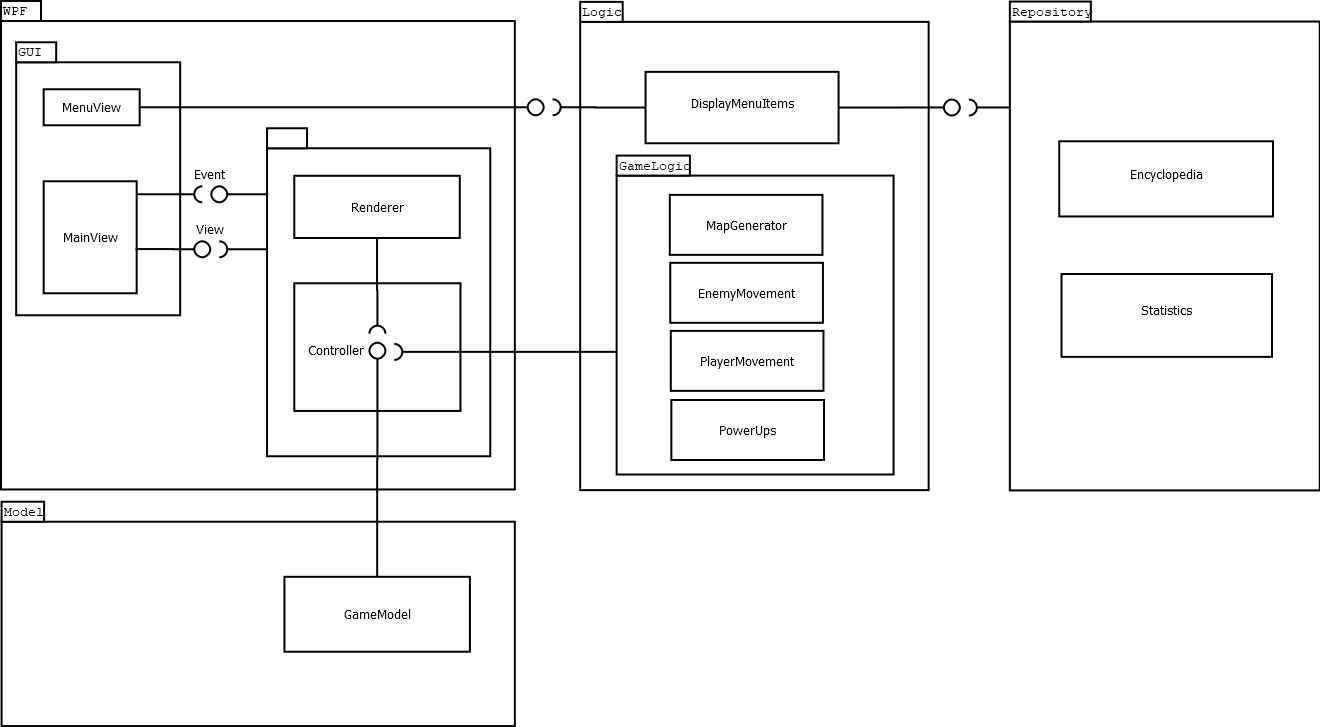 WPF
GUI
MenuView
MainView
Event
View
Renderer
Controller
Logic
DisplayMenuItems
GameLogic
MapGenerator
EnemyMovement
PlayerMovement
PowerUps
Repository
Encyclopedia
Statistics
Model
GameModel